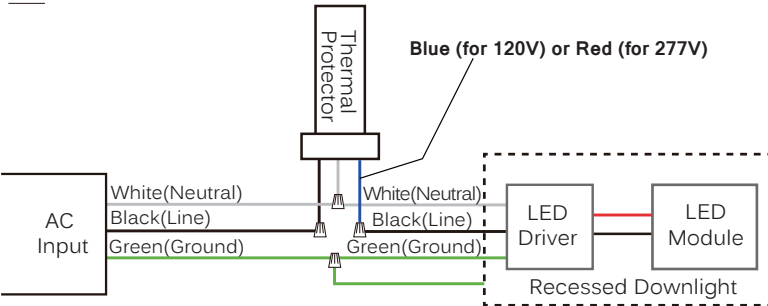 Thermal
Protector
Blue (for 120V) or Red (for 277V)
AC
Input
White(Neutral)
Black(Line)
Green(Ground)
White(Neutral)
Black(Line)
Green(Ground)
LED
Driver
LED
Module
Recessed Downlight